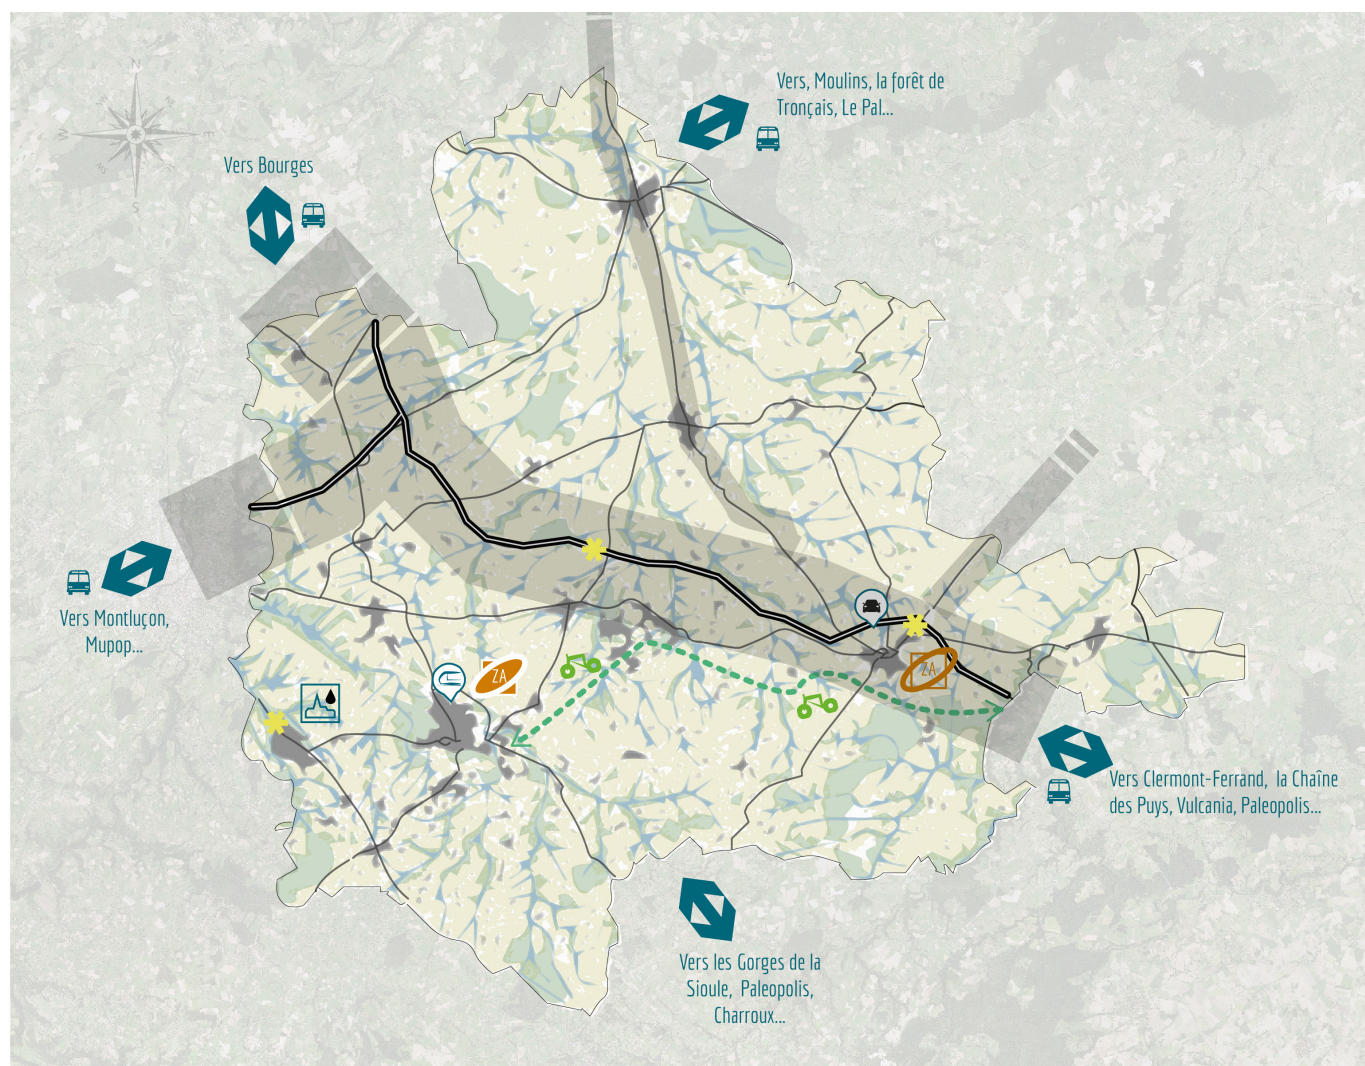 Vers, Moulins, la forêt de
Tronçais, Le Pal...
N
E
S
Vers Bourges
Vers Montluçon,
Mupop...
ZA
ZA
Vers Clermont-Ferrand, la Chaîne
des Puys, Vulcania, Paleopolis...
Vers les Gorges de la
Sioule, Paleopolis,
Charroux...